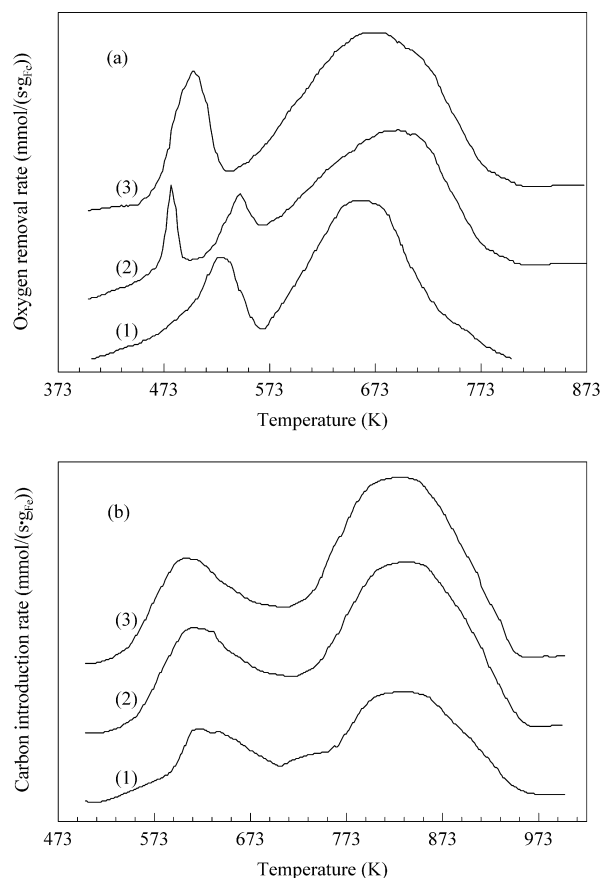 (a)
Oxygen removal rate (mmol/(s•gFe))
(3)
(2)
(1)
373 473 573 673 773 873
Temperature (K)
(b)
Carbon introduction rate (mmol/(s•gFe))
(3)
(2)
(1)
473 573 673 773 873 973
Temperature (K)